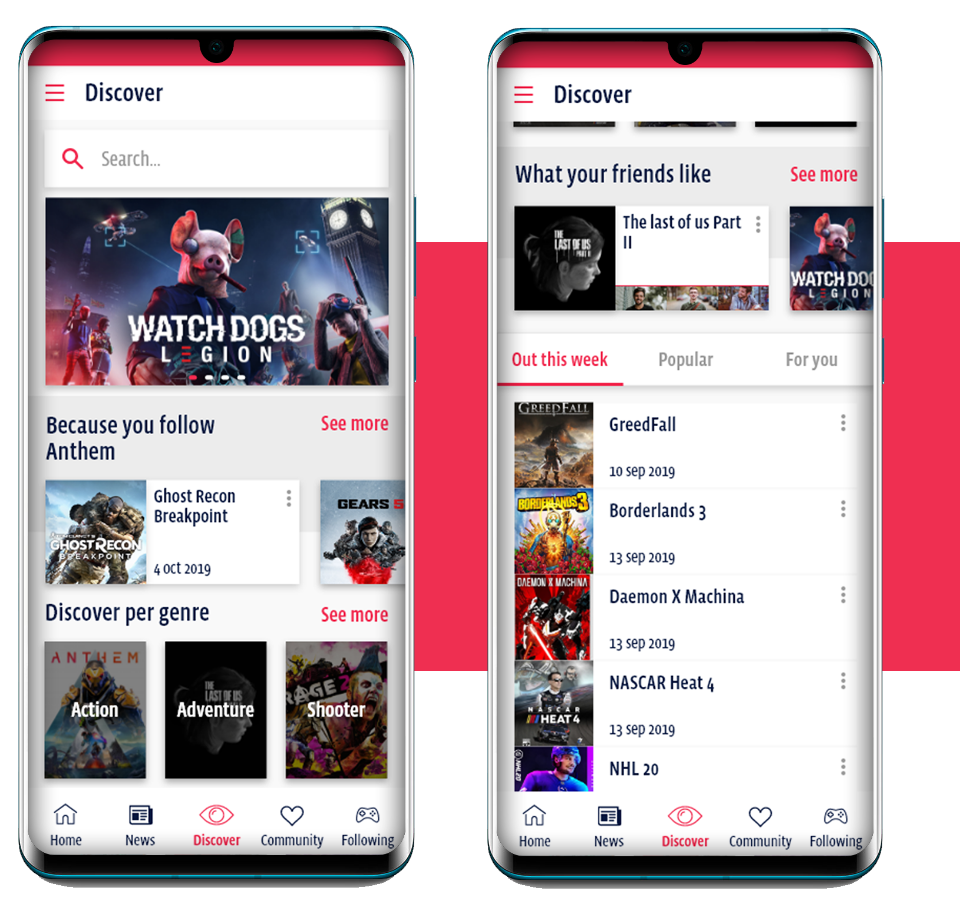 Discover
Search...
WATCH DOGS
LEGION
Because you follow
Anthem
See more
GHOST RECON
BREAKPOINT
Ghost Recon
Breakpoint
4 oct 2019
GEARS 5
Discover per genre
See more
ANTHEM
Action
THE
LAST OF US
Adventure
RAGE 2
Shooter
Home
News
Discover
Community
Following
Discover
What your friends like
See more
THE
LAST OF US
PART II
The last of us Part
II
WATCH DOG
LEGION
Out this week
Popular
For you
GREEDFALL
GreedFall
10 sep 2019
BORDERLANDS 3
Borderlands 3
13 sep 2019
DAEMON X MACHINA
Daemon X Machina
13 sep 2019
NASCAR
HEAT 4
NASCAR Heat 4
13 sep 2019
NHL 20
NHL 20
Home
News
Discover
Community
Following